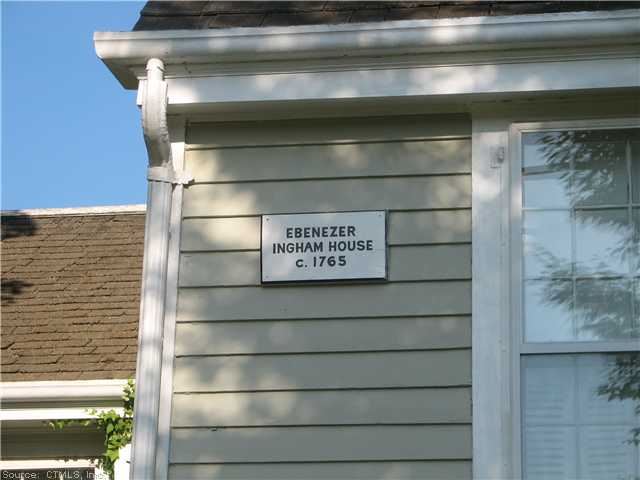 EBENEZER
INGHAM HOUSE
c. 1765
Source: CTMLS, Inc